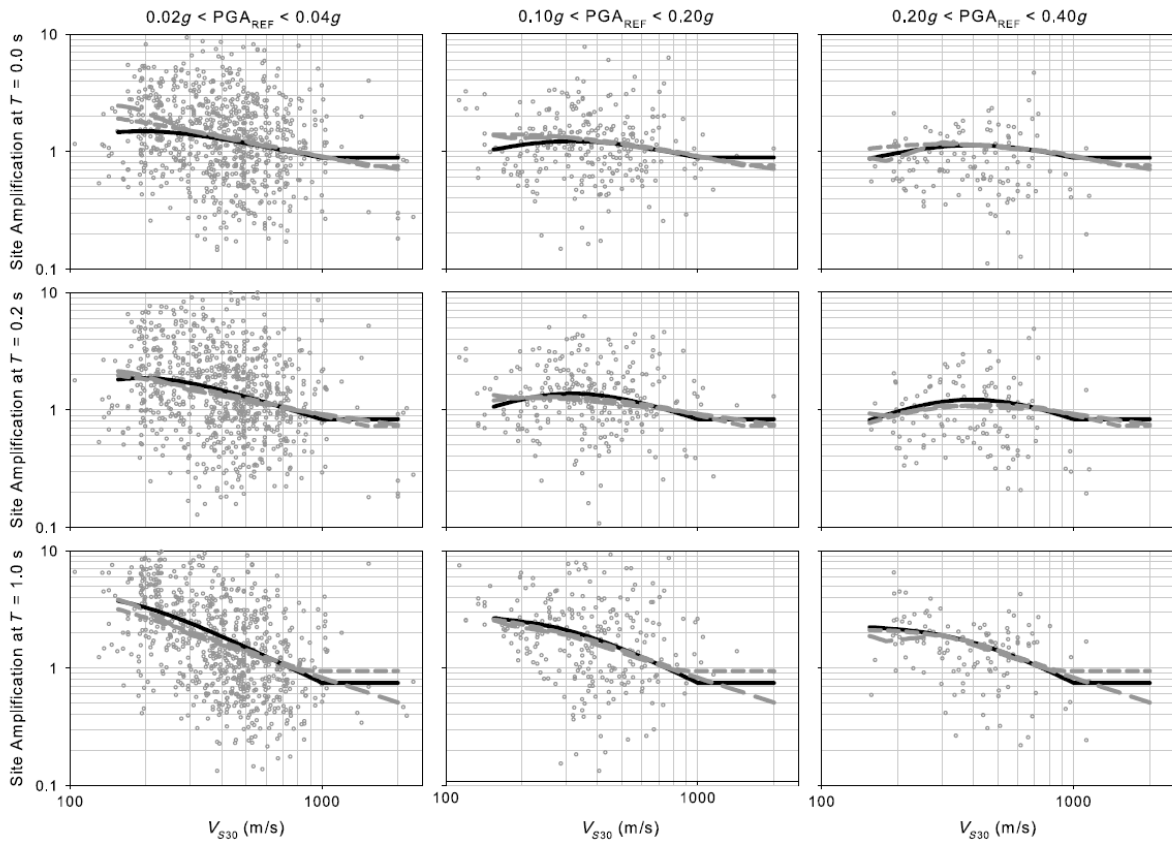 0.02g < PGA_REF < 0.04g
0.10g < PGA_REF < 0.20g
0.20g < PGA_REF < 0.40g
Site Amplification at T = 0.0 s
10
1
0.1
Site Amplification at T = 0.2 s
10
1
0.1
Site Amplification at T = 1.0 s
10
1
0.1
100
1000
1000
1000
V_S30 (m/s)
V_S30 (m/s)
V_S30 (m/s)